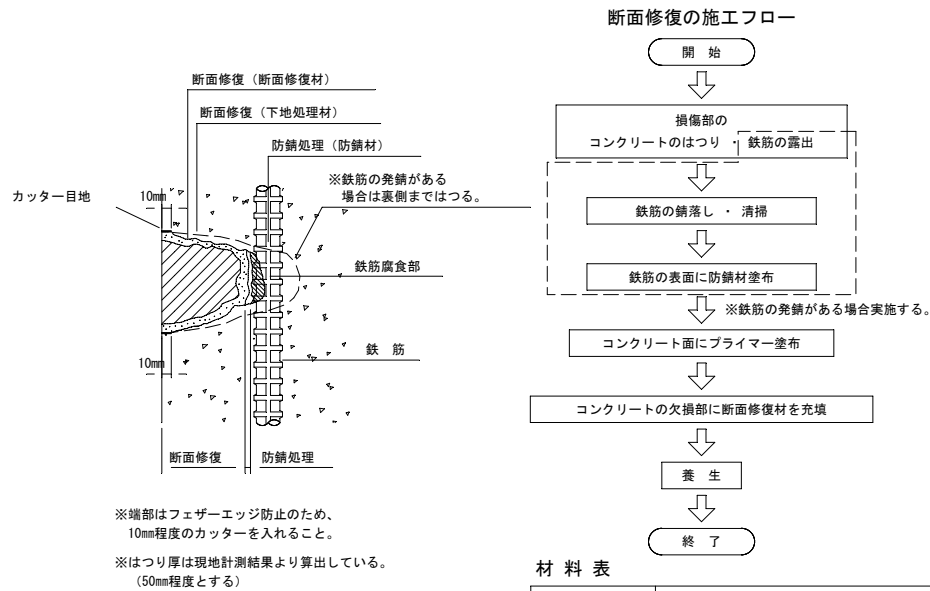 断面修復（断面修復材）
断面修復（下地処理材）
防錆処理（防錆材）
※鉄筋の発錆がある
場合は裏側まではつる。
カッター目地
10mm
鉄筋腐食部
鉄　筋
10mm
断面修復
防錆処理
※端部はフェザーエッジ防止のため、
10mm程度のカッターを入れること。
※はつり厚は現地計測結果より算出している。
（50mm程度とする）
断面修復の施工フロー
開　始
損傷部の
コンクリートのはつり　・　鉄筋の露出
鉄筋の錆落し　・　清掃
鉄筋の表面に防錆材塗布
※鉄筋の発錆がある場合実施する。
コンクリート面にプライマー塗布
コンクリートの欠損部に断面修復材を充填
養　生
終　了
材　料　表